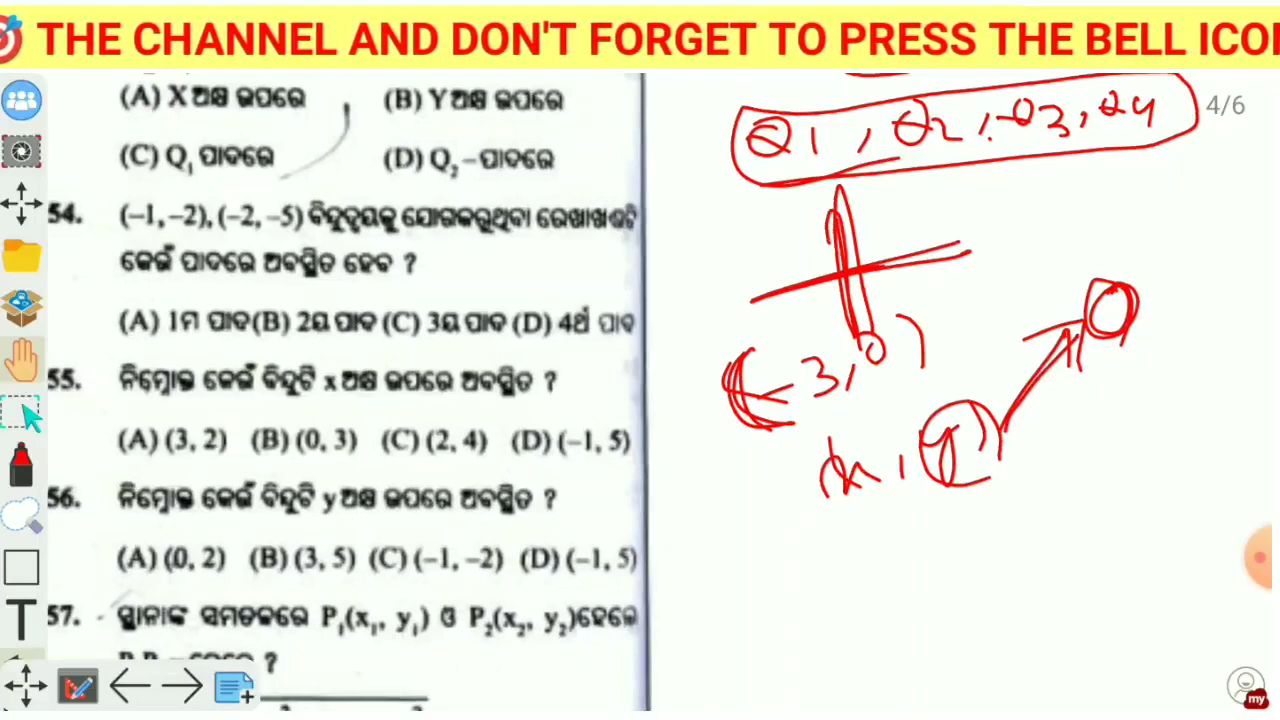 THE CHANNEL AND DON'T FORGET TO PRESS THE BELL ICON
(A) X ଅକ୍ଷ ଉପରେ (B) Y ଅକ୍ଷ ଉପରେ
(C) Q₁ ପାଦରେ (D) Q₂ – ପାଦରେ
54. (–1, –2), (–2, –5) ବିନ୍ଦୁଦ୍ୱୟକୁ ଯୋଗକରୁଥିବା ରେଖାଖଣ୍ଡଟି
କେଉଁ ପାଦରେ ଅବସ୍ଥିତ ହେବ ?
(A) 1ମ ପାଦ (B) 2ୟ ପାଦ (C) 3ୟ ପାଦ (D) 4ର୍ଥ ପାଦ
55. ନିମ୍ନୋକ୍ତ କେଉଁ ବିନ୍ଦୁଟି x ଅକ୍ଷ ଉପରେ ଅବସ୍ଥିତ ?
(A) (3, 2) (B) (0, 3) (C) (2, 4) (D) (–1, 5)
56. ନିମ୍ନୋକ୍ତ କେଉଁ ବିନ୍ଦୁଟି y ଅକ୍ଷ ଉପରେ ଅବସ୍ଥିତ ?
(A) (0, 2) (B) (3, 5) (C) (–1, –2) (D) (–1, 5)
57. ସ୍ଥାନାଙ୍କ ସମତଳରେ P₁(x₁, y₁) ଓ P₂(x₂, y₂) ହେଲେ
Q1, Q2, Q3, Q4
4/6
(-3, 0)
(x, y)
0
T
my